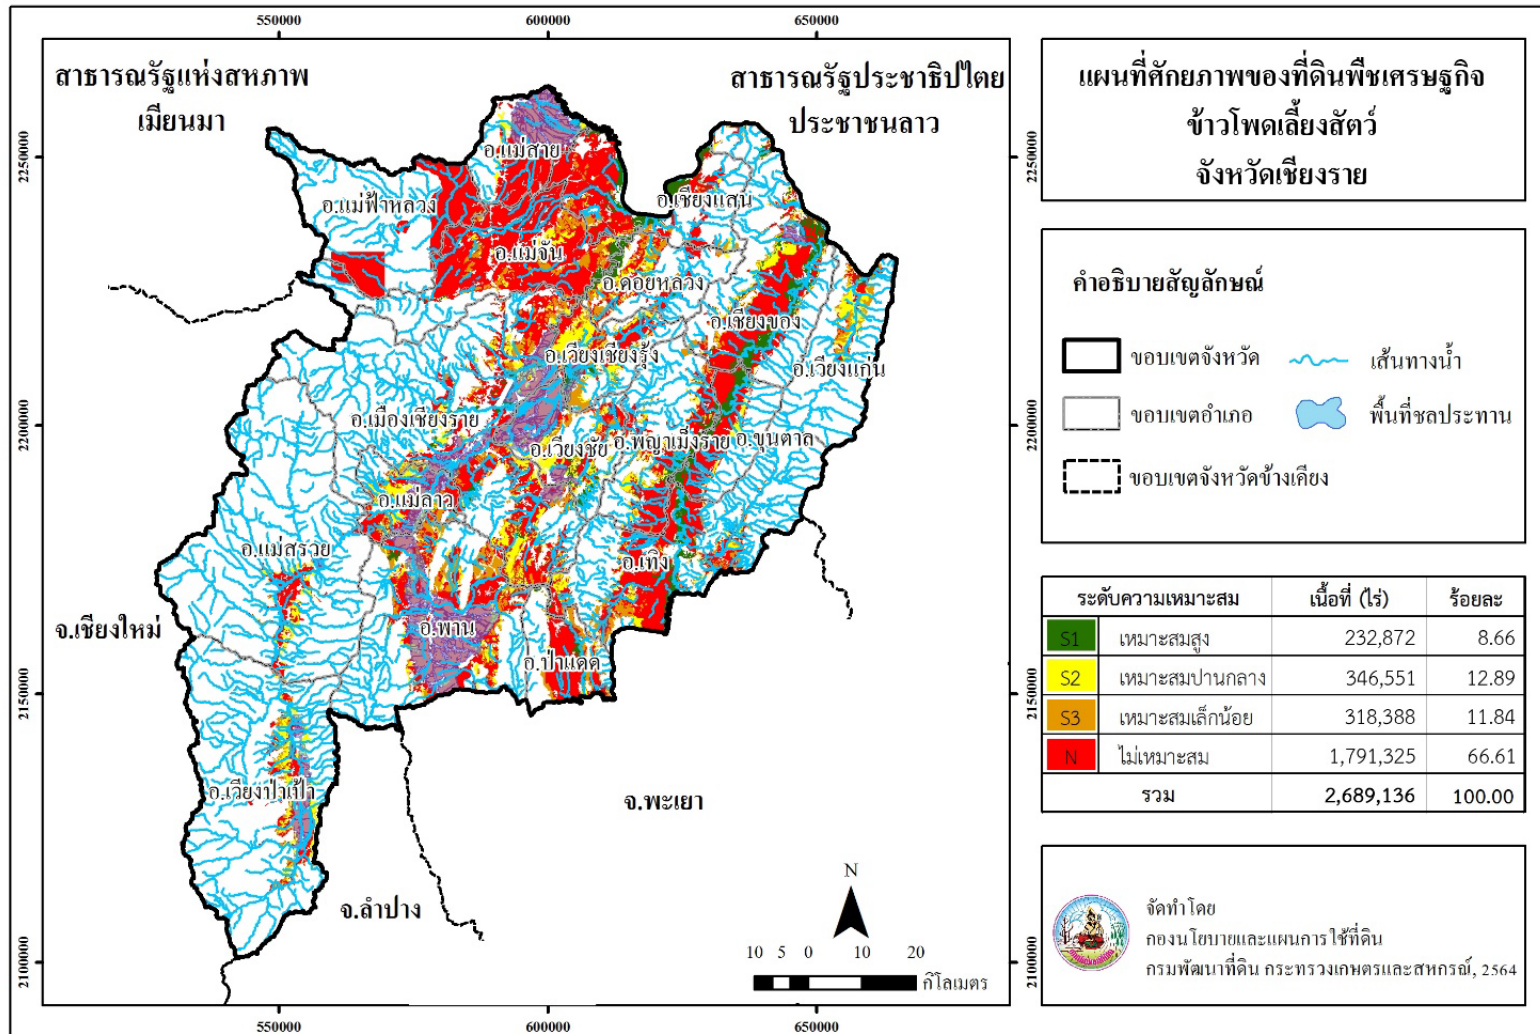 550000 600000 650000
สาธารณรัฐแห่งสหภาพ
เมียนมา
สาธารณรัฐประชาธิปไตย
ประชาชนลาว
2250000
2200000
2150000
2100000
2250000
2200000
2150000
2100000
อ.แม่สาย
อ.เชียงแสน
อ.แม่ฟ้าหลวง
อ.แม่จัน
อ.ดอยหลวง
อ.เชียงของ
อ.เวียงเชียงรุ้ง
อ.เวียงแก่น
อ.เมืองเชียงราย
อ.เวียงชัย
อ.พญาเม็งราย
อ.ขุนตาล
อ.แม่ลาว
อ.แม่สรวย
อ.เทิง
อ.พาน
อ.ป่าแดด
อ.เวียงป่าเป้า
จ.เชียงใหม่
จ.พะเยา
จ.ลำปาง
N
10 5 0 10 20
กิโลเมตร
550000 600000 650000
แผนที่ศักยภาพของที่ดินพืชเศรษฐกิจ
ข้าวโพดเลี้ยงสัตว์
จังหวัดเชียงราย
คำอธิบายสัญลักษณ์
ขอบเขตจังหวัด เส้นทางน้ำ
ขอบเขตอำเภอ พื้นที่ชลประทาน
ขอบเขตจังหวัดข้างเคียง
ระดับความเหมาะสม เนื้อที่ (ไร่) ร้อยละ
S1 เหมาะสมสูง 232,872 8.66
S2 เหมาะสมปานกลาง 346,551 12.89
S3 เหมาะสมเล็กน้อย 318,388 11.84
N ไม่เหมาะสม 1,791,325 66.61
รวม 2,689,136 100.00
จัดทำโดย
กองนโยบายและแผนการใช้ที่ดิน
กรมพัฒนาที่ดิน กระทรวงเกษตรและสหกรณ์, 2564